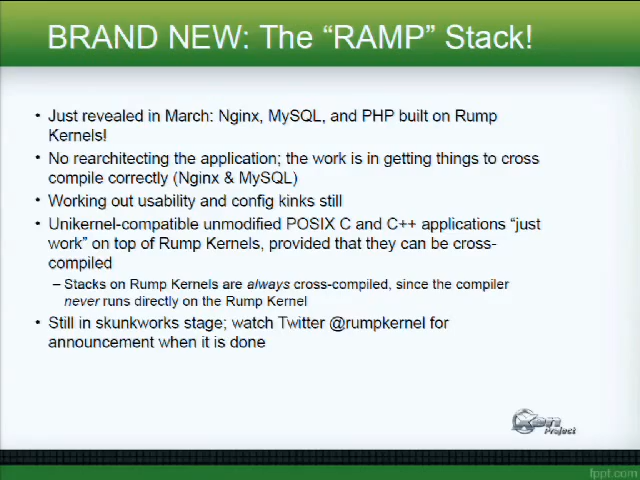 BRAND NEW: The “RAMP” Stack!
• Just revealed in March: Nginx, MySQL, and PHP built on Rump
Kernels!
• No rearchitecting the application; the work is in getting things to cross
compile correctly (Nginx & MySQL)
• Working out usability and config kinks still
• Unikernel-compatible unmodified POSIX C and C++ applications “just
work” on top of Rump Kernels, provided that they can be cross-
compiled
– Stacks on Rump Kernels are always cross-compiled, since the compiler
never runs directly on the Rump Kernel
• Still in skunkworks stage; watch Twitter @rumpkernel for
announcement when it is done
Xen
Project
fppt.com